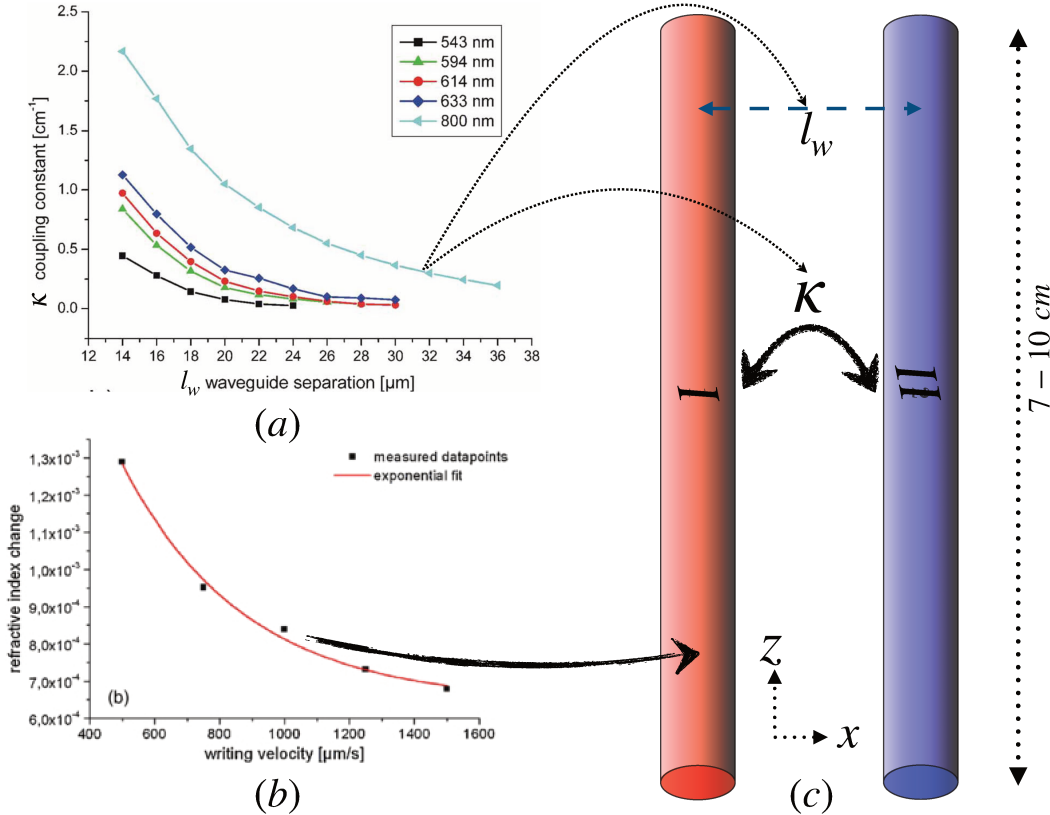 2.5
2.0
1.5
1.0
0.5
0.0
κ coupling constant [cm⁻¹]
543 nm
594 nm
614 nm
633 nm
800 nm
12 14 16 18 20 22 24 26 28 30 32 34 36 38
l_w waveguide separation [µm]
(a)
1,3x10⁻³
1,2x10⁻³
1,1x10⁻³
1,0x10⁻³
9,0x10⁻⁴
8,0x10⁻⁴
7,0x10⁻⁴
6,0x10⁻⁴
refractive index change
measured datapoints
exponential fit
(b)
400 600 800 1000 1200 1400 1600
writing velocity [µm/s]
(b)
l_w
κ
I
II
z
x
7 – 10 cm
(c)